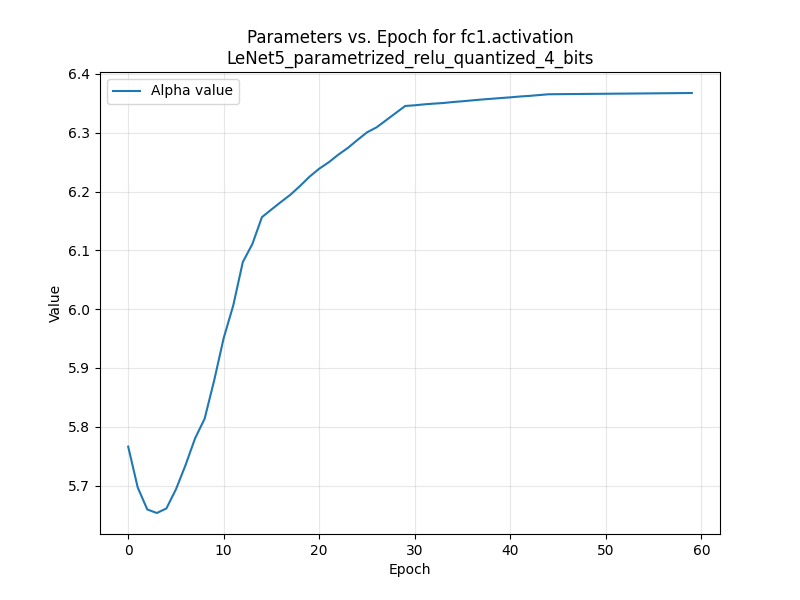 Parameters vs. Epoch for fc1.activation
LeNet5_parametrized_relu_quantized_4_bits
Alpha value
6.4
6.3
6.2
6.1
6.0
5.9
5.8
5.7
Value
0 10 20 30 40 50 60
Epoch